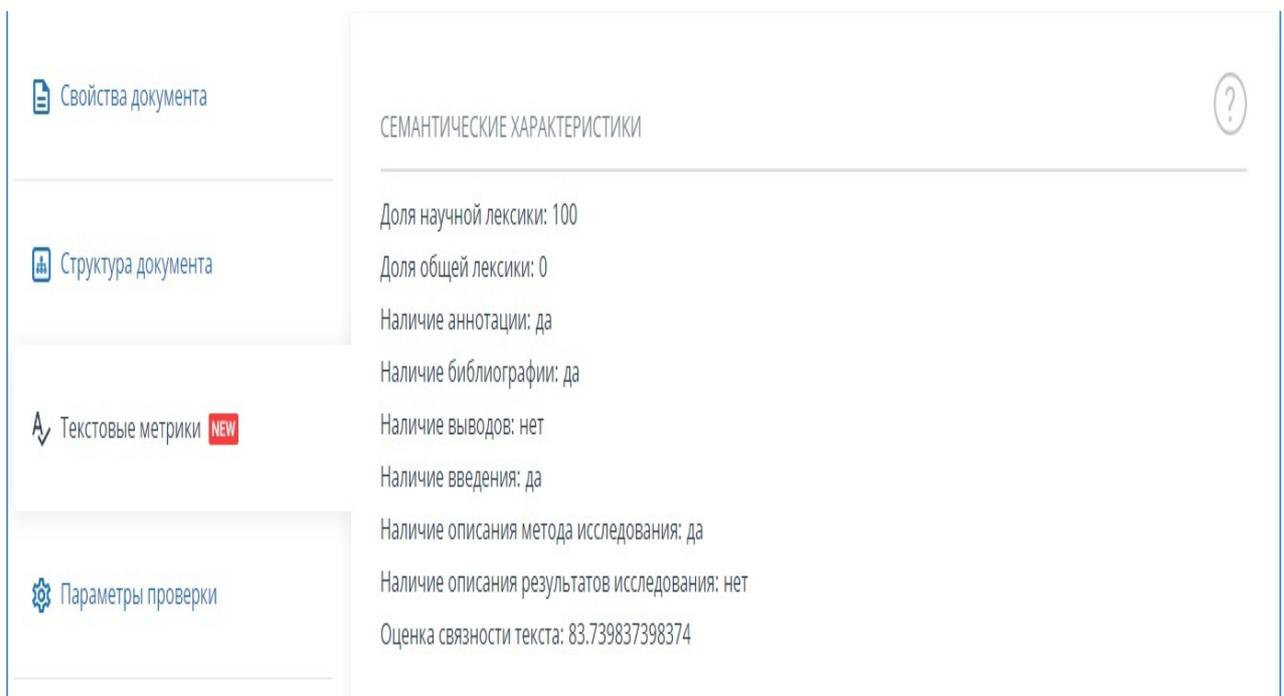 Свойства документа
Структура документа
Текстовые метрики NEW
Параметры проверки
?
СЕМАНТИЧЕСКИЕ ХАРАКТЕРИСТИКИ
Доля научной лексики: 100
Доля общей лексики: 0
Наличие аннотации: да
Наличие библиографии: да
Наличие выводов: нет
Наличие введения: да
Наличие описания метода исследования: да
Наличие описания результатов исследования: нет
Оценка связности текста: 83.739837398374